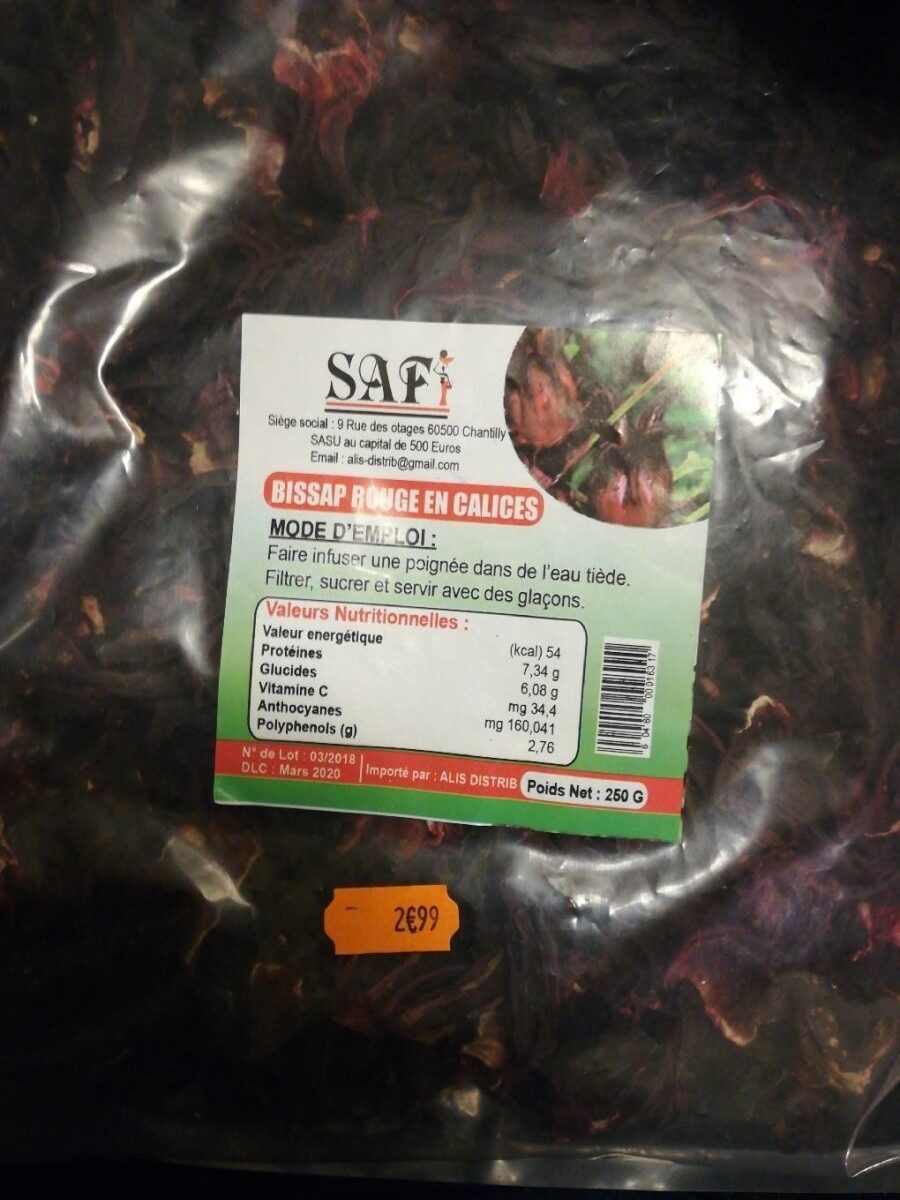 SAFi
Siège social : 9 Rue des otages 60500 Chantilly
SASU au capital de 500 Euros
Email : alis-distrib@gmail.com
BISSAP ROUGE EN CALICES
MODE D'EMPLOI :
Faire infuser une poignée dans de l'eau tiède.
Filtrer, sucrer et servir avec des glaçons.
Valeurs Nutritionnelles :
Valeur energétique (kcal) 54
Protéines 7,34 g
Glucides 6,08 g
Vitamine C mg 34,4
Anthocyanes mg 160,041
Polyphenols (g) 2,76
N° de Lot : 03/2018
DLC : Mars 2020
Importé par : ALIS DISTRIB
Poids Net : 250 G
2€99